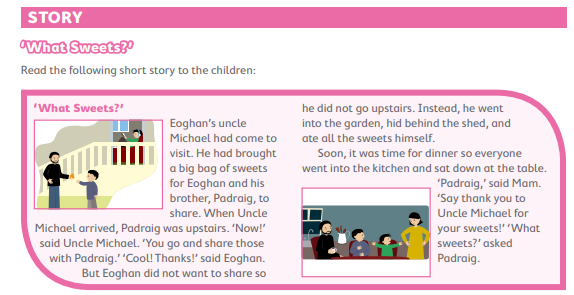 STORY
'What Sweets?'
Read the following short story to the children:
'What Sweets?'
Eoghan's uncle
Michael had come to
visit. He had brought
a big bag of sweets
for Eoghan and his
brother, Padraig, to
share. When Uncle
Michael arrived, Padraig was upstairs. 'Now!'
said Uncle Michael. 'You go and share those
with Padraig.' 'Cool! Thanks!' said Eoghan.
But Eoghan did not want to share so
he did not go upstairs. Instead, he went
into the garden, hid behind the shed, and
ate all the sweets himself.
Soon, it was time for dinner so everyone
went into the kitchen and sat down at the table.
'Padraig,' said Mam.
'Say thank you to
Uncle Michael for
your sweets!' 'What
sweets?' asked
Padraig.